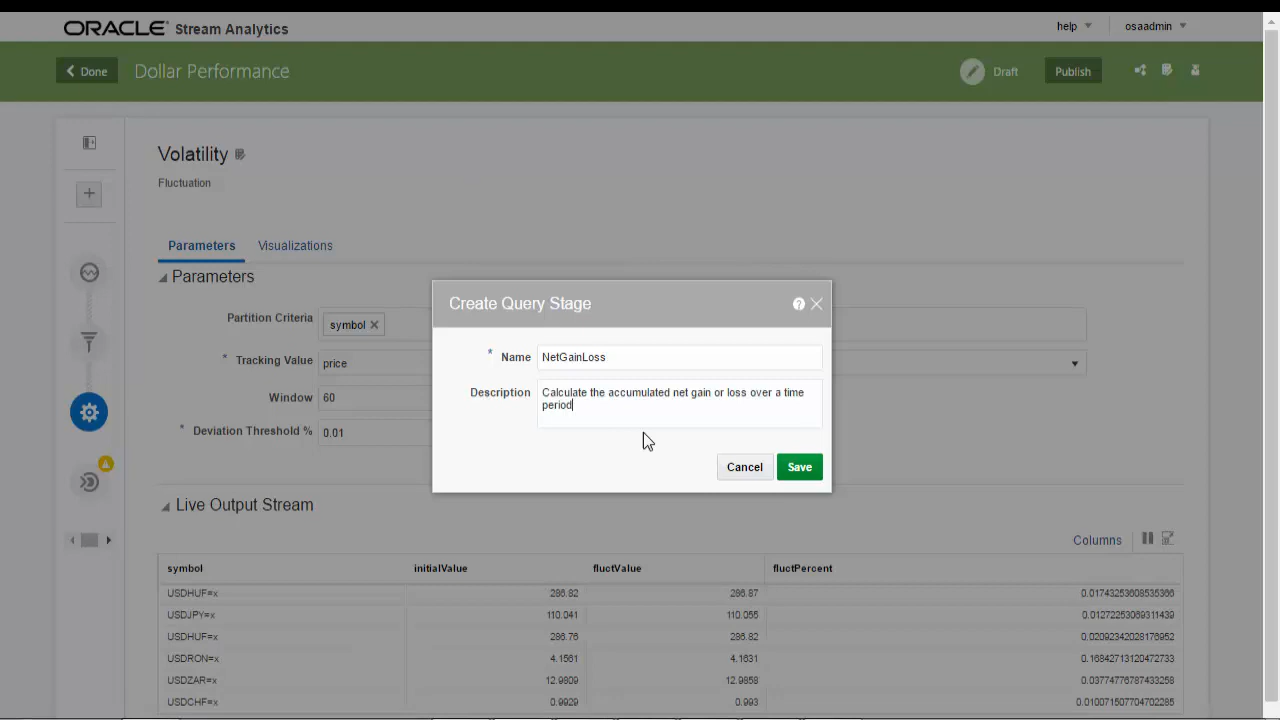 ORACLE Stream Analytics
help
osaadmin
Done
Dollar Performance
Draft
Publish
Volatility
Fluctuation
Parameters
Visualizations
Parameters
Partition Criteria
symbol
* Tracking Value
price
Window
60
* Deviation Threshold %
0.01
Create Query Stage
?
* Name
NetGainLoss
Description
Calculate the accumulated net gain or loss over a time
period
Cancel
Save
Live Output Stream
Columns
symbol initialValue fluctValue fluctPercent
USDHUF=x 286.82 286.87 0.01743253608535366
USDJPY=x 110.041 110.055 0.01272253069311439
USDHUF=x 286.76 286.82 0.02092342028176952
USDRON=x 4.1561 4.1631 0.16842713120472733
USDZAR=x 12.9809 12.9858 0.03774776787433258
USDCHF=x 0.9929 0.993 0.010071507704702285